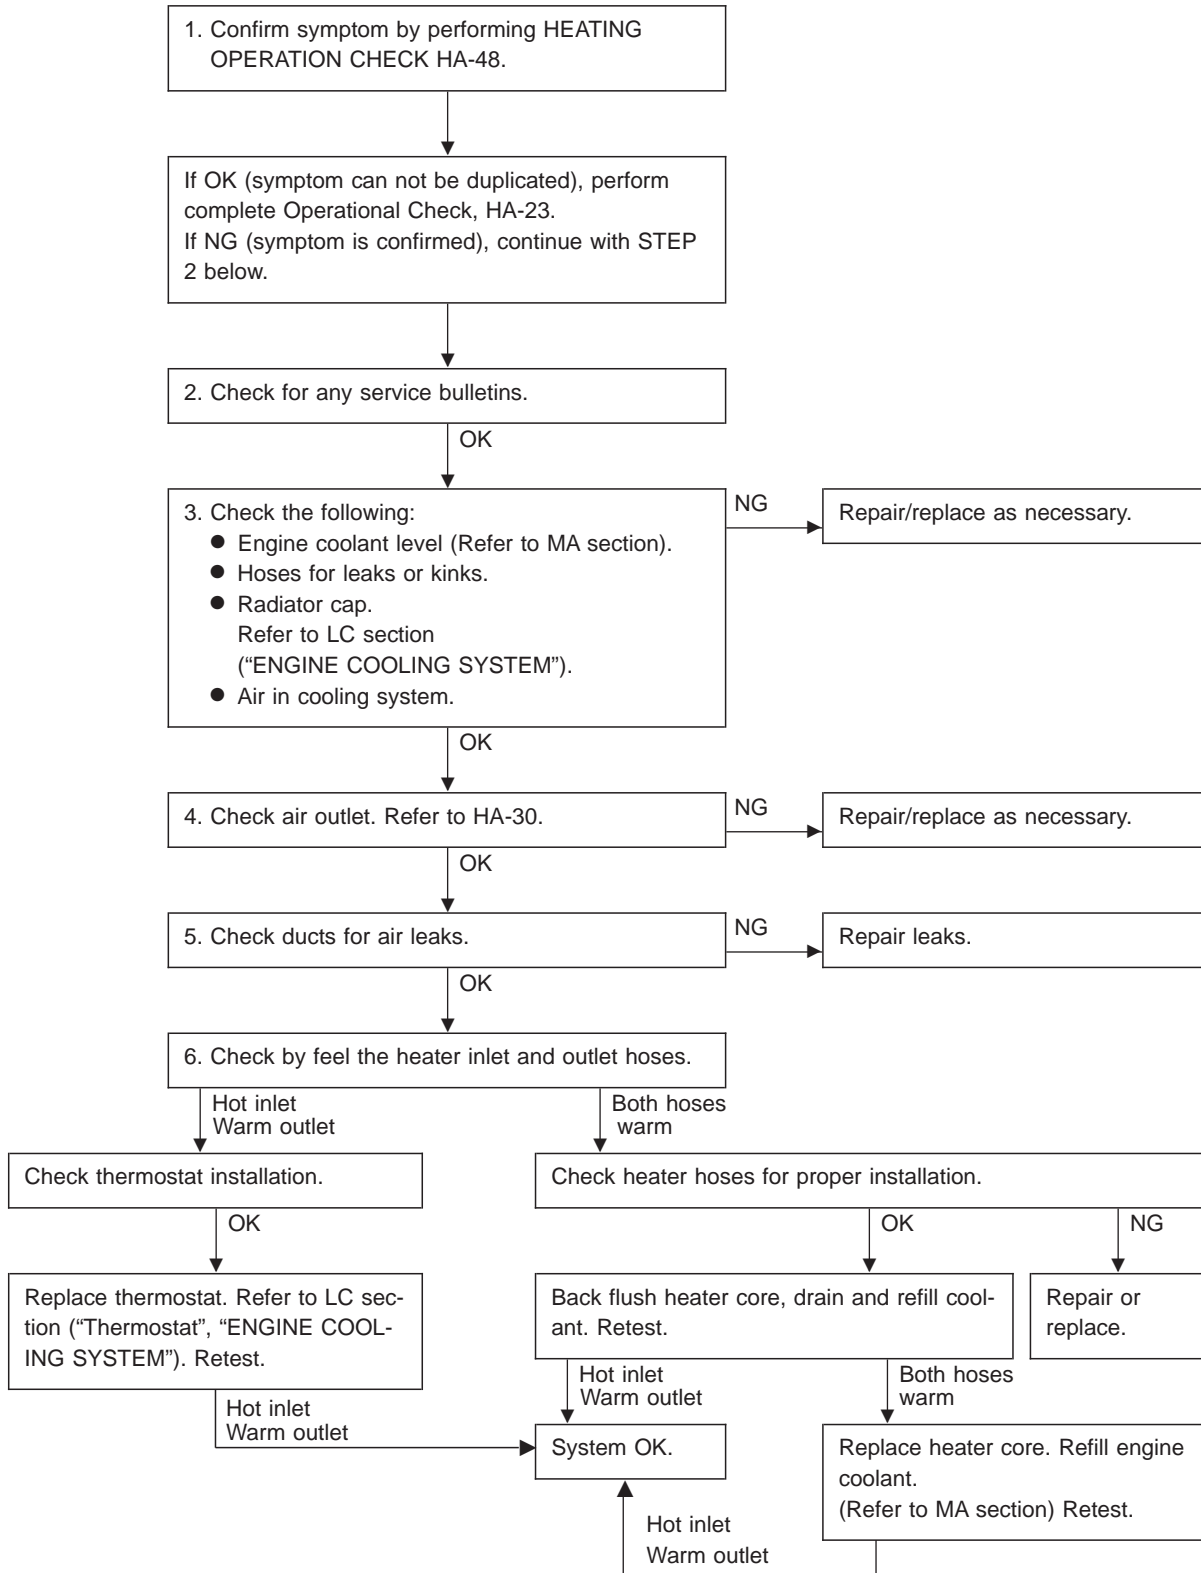 1. Confirm symptom by performing HEATING
OPERATION CHECK HA-48.
If OK (symptom can not be duplicated), perform
complete Operational Check, HA-23.
If NG (symptom is confirmed), continue with STEP
2 below.
2. Check for any service bulletins.
OK
3. Check the following:
● Engine coolant level (Refer to MA section).
● Hoses for leaks or kinks.
● Radiator cap.
Refer to LC section
(“ENGINE COOLING SYSTEM”).
● Air in cooling system.
NG
Repair/replace as necessary.
OK
4. Check air outlet. Refer to HA-30.
NG
Repair/replace as necessary.
OK
5. Check ducts for air leaks.
NG
Repair leaks.
OK
6. Check by feel the heater inlet and outlet hoses.
Hot inlet
Warm outlet
Both hoses
warm
Check thermostat installation.
Check heater hoses for proper installation.
OK
OK
NG
Replace thermostat. Refer to LC sec-
tion (“Thermostat”, “ENGINE COOL-
ING SYSTEM”). Retest.
Back flush heater core, drain and refill cool-
ant. Retest.
Repair or
replace.
Hot inlet
Warm outlet
Hot inlet
Warm outlet
Both hoses
warm
System OK.
Replace heater core. Refill engine
coolant.
(Refer to MA section) Retest.
Hot inlet
Warm outlet